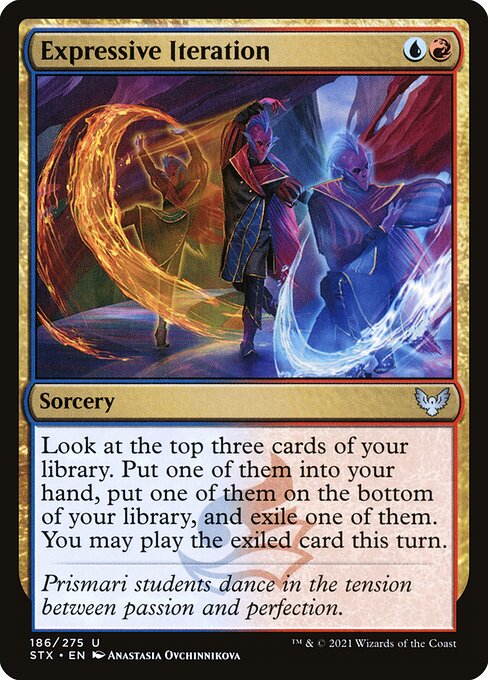 Expressive Iteration
Sorcery
Look at the top three cards of your
library. Put one of them into your
hand, put one of them on the bottom
of your library, and exile one of them.
You may play the exiled card this turn.
Prismari students dance in the tension
between passion and perfection.
186/275 U
STX • EN Anastasia Ovchinnikova
™ & © 2021 Wizards of the Coast